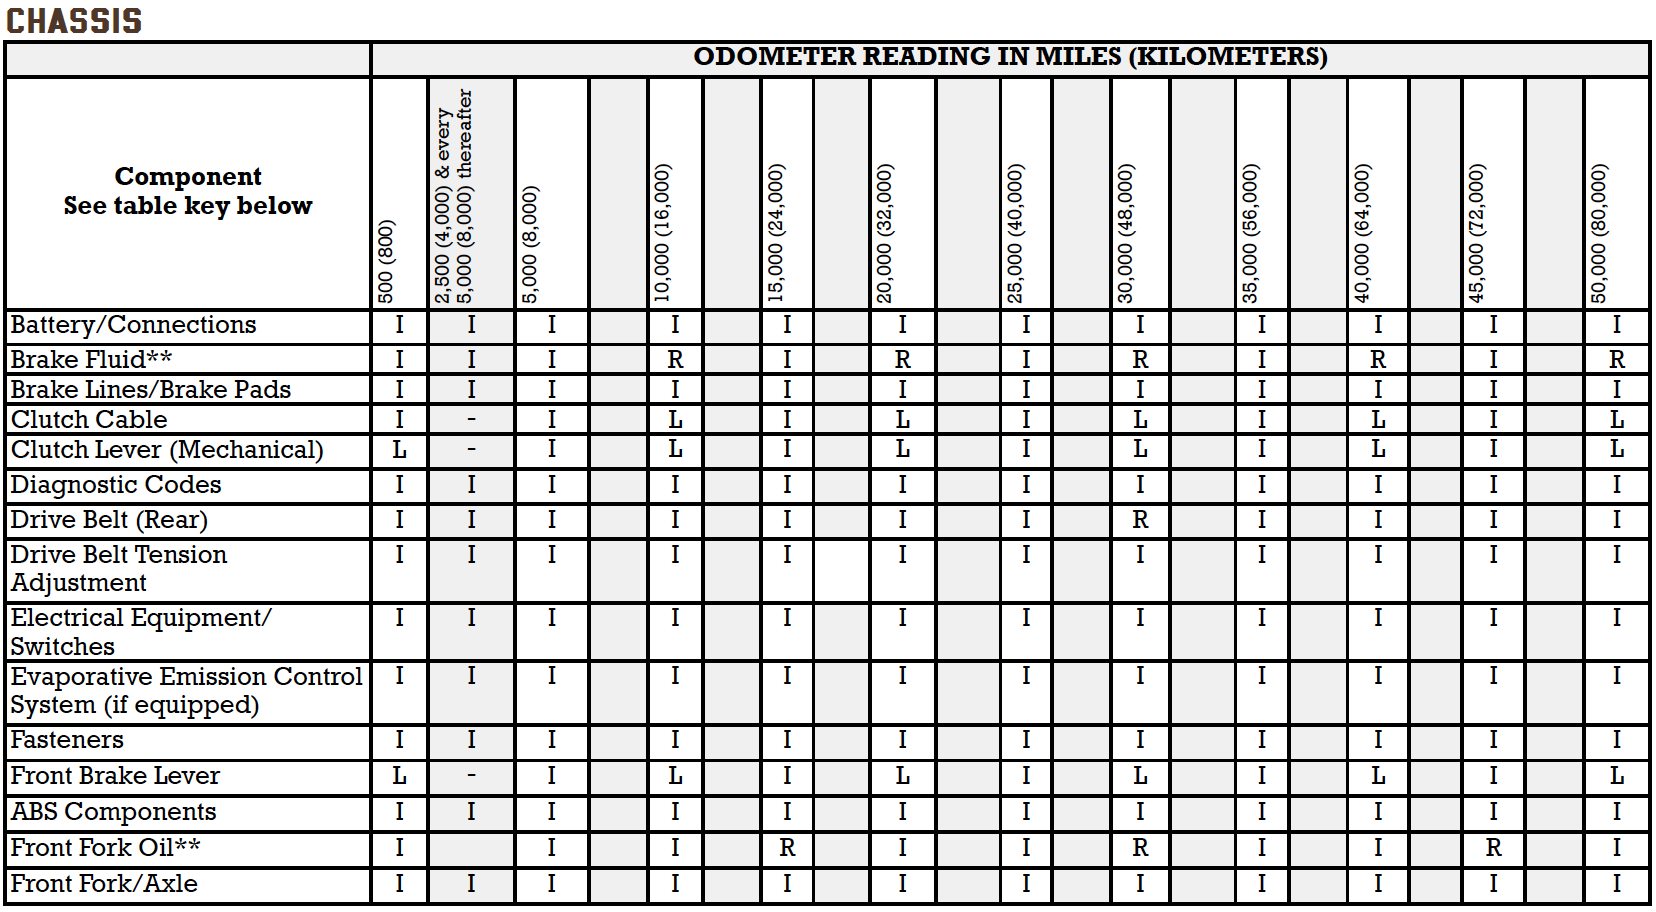 CHASSIS
ODOMETER READING IN MILES (KILOMETERS)
Component
See table key below
500 (800)
2,500 (4,000) & every
5,000 (8,000) thereafter
5,000 (8,000)
10,000 (16,000)
15,000 (24,000)
20,000 (32,000)
25,000 (40,000)
30,000 (48,000)
35,000 (56,000)
40,000 (64,000)
45,000 (72,000)
50,000 (80,000)
Battery/Connections I I I I I I I I I I I I
Brake Fluid** I I I R I R I R I R I R
Brake Lines/Brake Pads I I I I I I I I I I I I
Clutch Cable I - I L I L I L I L I L
Clutch Lever (Mechanical) L - I L I L I L I L I L
Diagnostic Codes I I I I I I I I I I I I
Drive Belt (Rear) I I I I I I I R I I I I
Drive Belt Tension I I I I I I I I I I I I
Adjustment
Electrical Equipment/ I I I I I I I I I I I I
Switches
Evaporative Emission Control I I I I I I I I I I I I
System (if equipped)
Fasteners I I I I I I I I I I I I
Front Brake Lever L - I L I L I L I L I L
ABS Components I I I I I I I I I I I I
Front Fork Oil** I I I R I I R I I R I
Front Fork/Axle I I I I I I I I I I I I